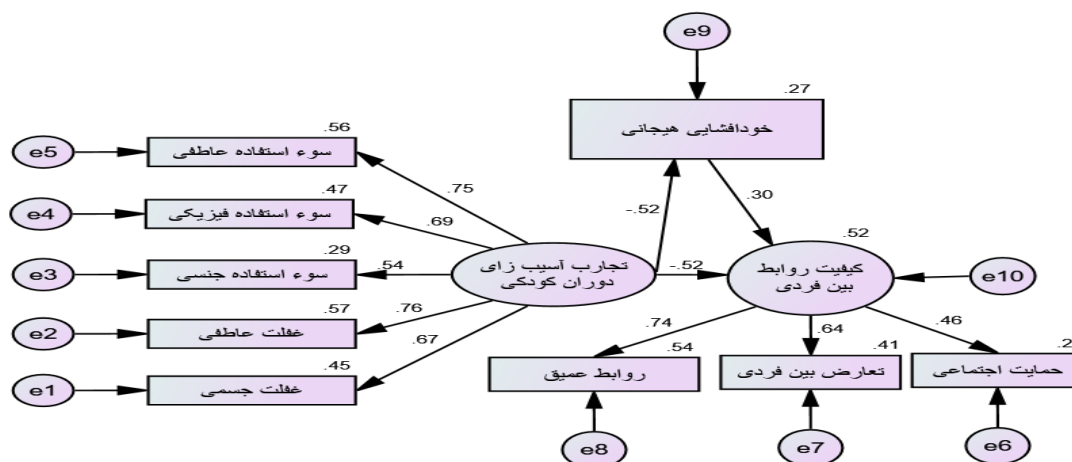 e9
.27
خودافشایی هیجانی
.56
e5
سوء استفاده عاطفی
.75
.47
e4
سوء استفاده فیزیکی
.69
-.52
.30
.29
e3
سوء استفاده جنسی
.54
تجارب آسیب زای
دوران کودکی
-.52
.52
کیفیت روابط
بین فردی
e10
.57
e2
غفلت عاطفی
.76
.45
e1
غفلت جسمی
.67
.74
.64
.46
.54
روابط عمیق
.41
تعارض بین فردی
.2
حمایت اجتماعی
e8
e7
e6